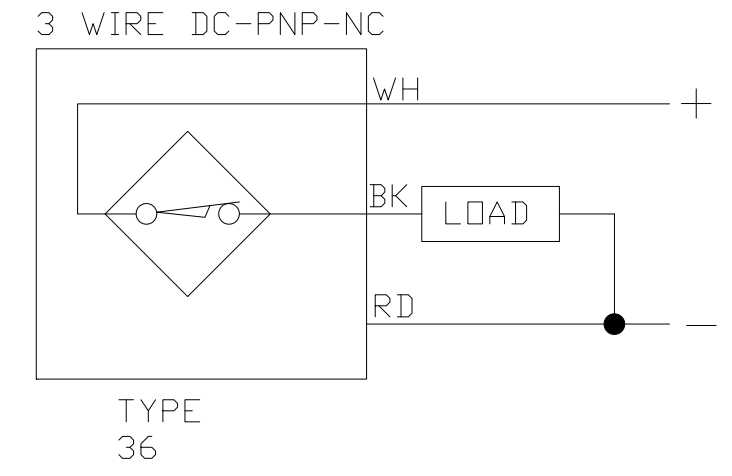 3 WIRE DC-PNP-NC
WH
+
BK
LOAD
RD
—
TYPE
36